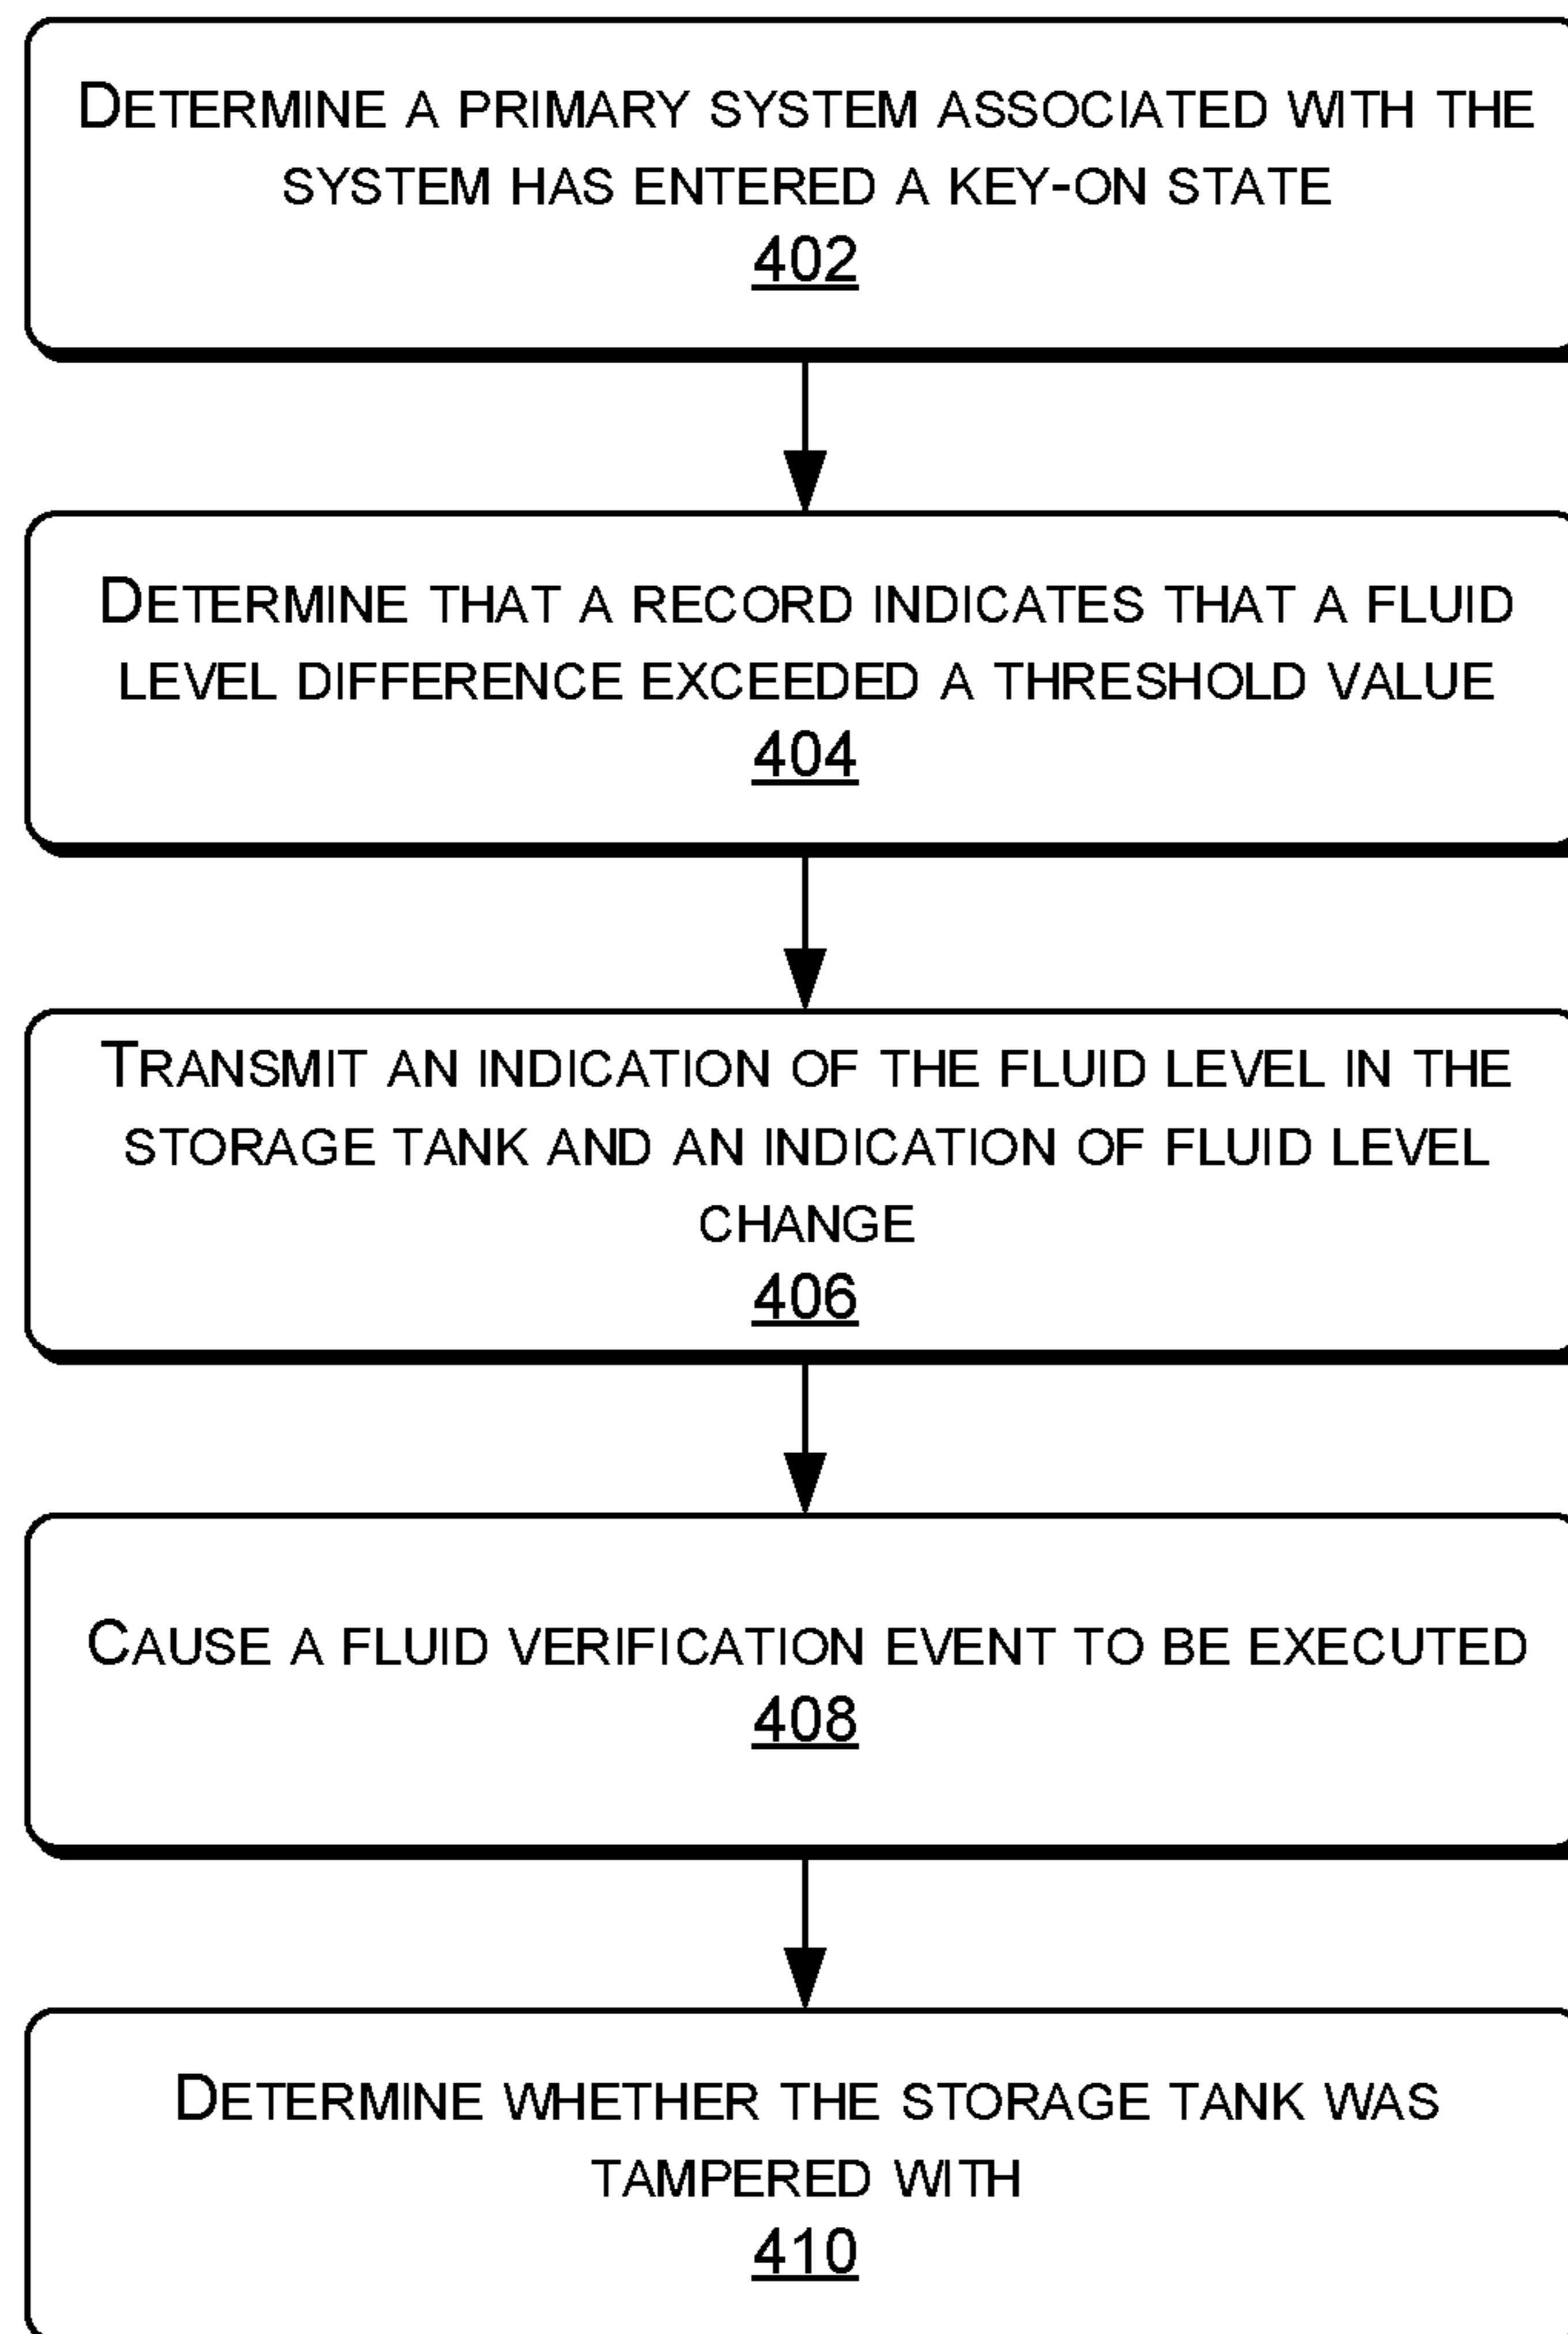 DETERMINE A PRIMARY SYSTEM ASSOCIATED WITH THE
SYSTEM HAS ENTERED A KEY-ON STATE
402
DETERMINE THAT A RECORD INDICATES THAT A FLUID
LEVEL DIFFERENCE EXCEEDED A THRESHOLD VALUE
404
TRANSMIT AN INDICATION OF THE FLUID LEVEL IN THE
STORAGE TANK AND AN INDICATION OF FLUID LEVEL
CHANGE
406
CAUSE A FLUID VERIFICATION EVENT TO BE EXECUTED
408
DETERMINE WHETHER THE STORAGE TANK WAS
TAMPERED WITH
410